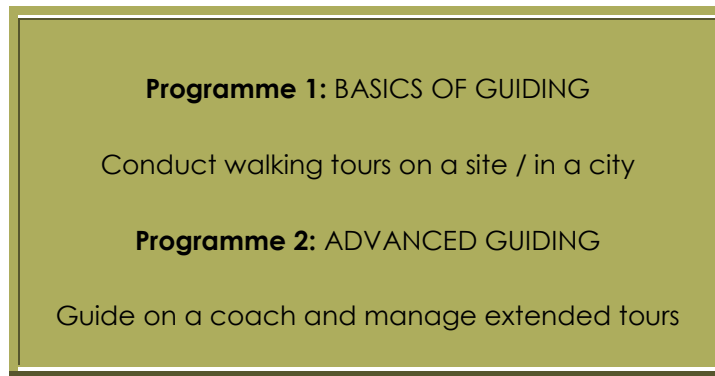 Programme 1: BASICS OF GUIDING
Conduct walking tours on a site / in a city
Programme 2: ADVANCED GUIDING
Guide on a coach and manage extended tours